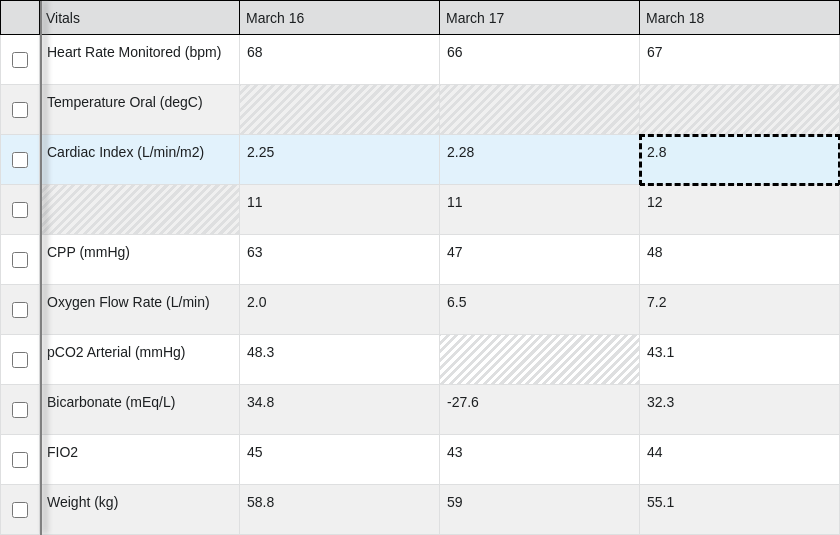 Vitals March 16 March 17 March 18
Heart Rate Monitored (bpm) 68 66 67
Temperature Oral (degC)
Cardiac Index (L/min/m2) 2.25 2.28 2.8
11 11 12
CPP (mmHg) 63 47 48
Oxygen Flow Rate (L/min) 2.0 6.5 7.2
pCO2 Arterial (mmHg) 48.3 43.1
Bicarbonate (mEq/L) 34.8 -27.6 32.3
FIO2 45 43 44
Weight (kg) 58.8 59 55.1